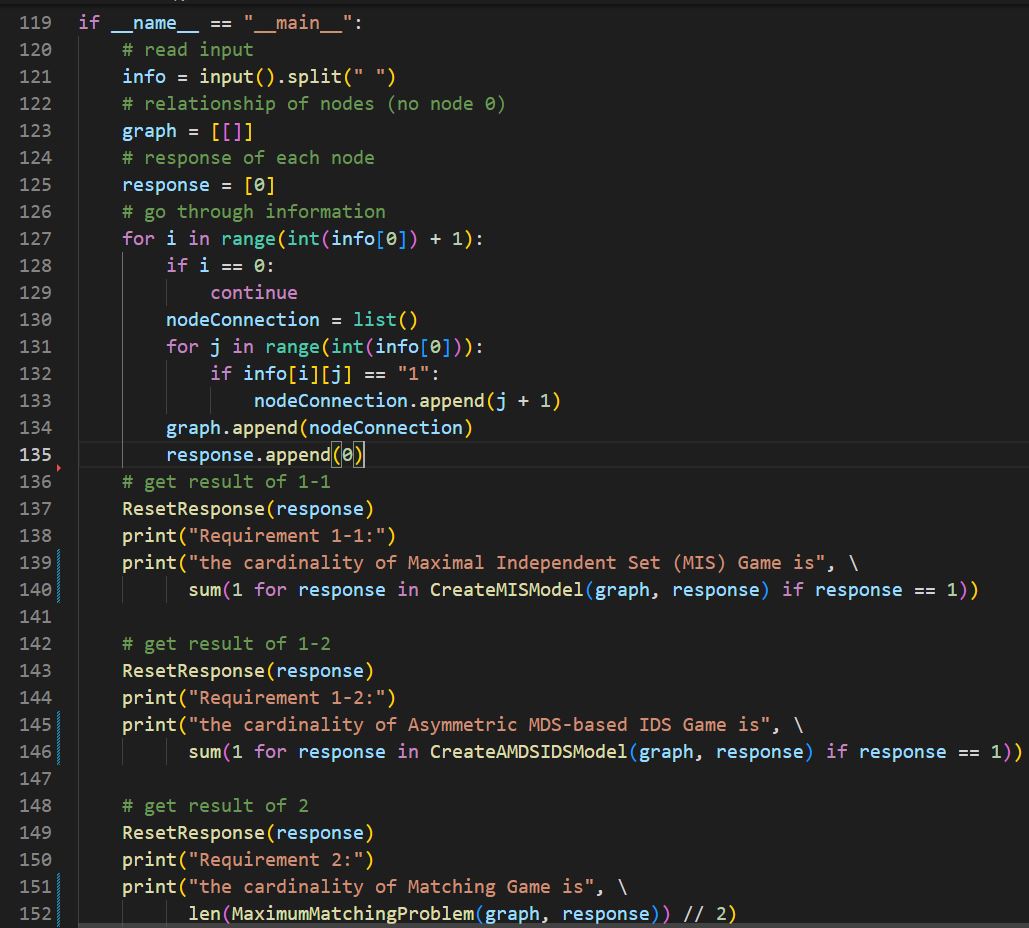 119 if __name__ == "__main__":
120 # read input
121 info = input().split(" ")
122 # relationship of nodes (no node 0)
123 graph = [[]]
124 # response of each node
125 response = [0]
126 # go through information
127 for i in range(int(info[0]) + 1):
128 if i == 0:
129 continue
130 nodeConnection = list()
131 for j in range(int(info[0])):
132 if info[i][j] == "1":
133 nodeConnection.append(j + 1)
134 graph.append(nodeConnection)
135 response.append(0)
136 # get result of 1-1
137 ResetResponse(response)
138 print("Requirement 1-1:")
139 print("the cardinality of Maximal Independent Set (MIS) Game is", \
140 sum(1 for response in CreateMISModel(graph, response) if response == 1))
141
142 # get result of 1-2
143 ResetResponse(response)
144 print("Requirement 1-2:")
145 print("the cardinality of Asymmetric MDS-based IDS Game is", \
146 sum(1 for response in CreateAMDSIDSModel(graph, response) if response == 1))
147
148 # get result of 2
149 ResetResponse(response)
150 print("Requirement 2:")
151 print("the cardinality of Matching Game is", \
152 len(MaximumMatchingProblem(graph, response)) // 2)